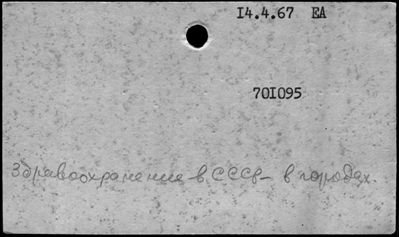 14.4.67 EA
701095
Здравоохранение в СССР – в городах.